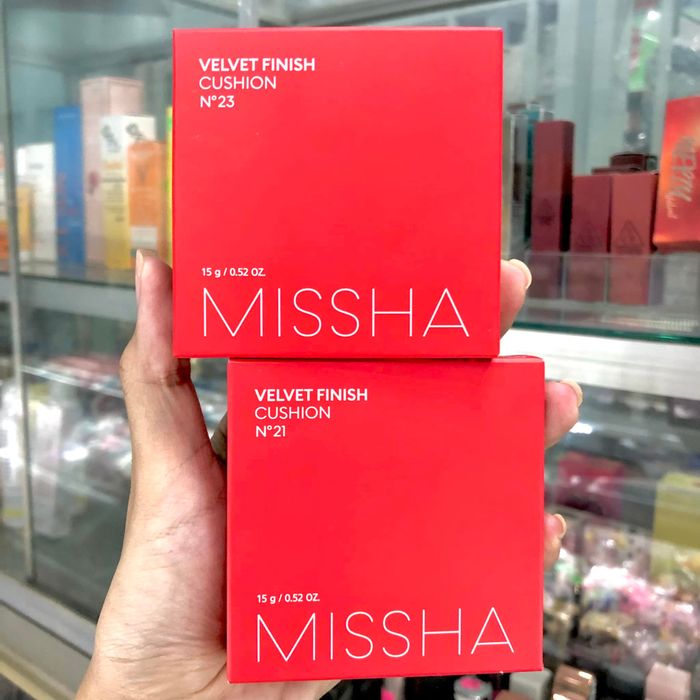 VELVET FINISH
CUSHION
N°23
15 g / 0.52 OZ.
MISSHA
VELVET FINISH
CUSHION
N°21
15 g / 0.52 OZ.
MISSHA